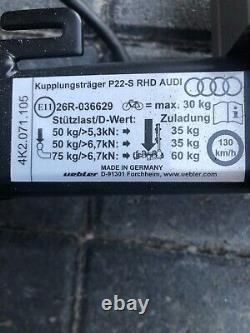 Kupplungsträger P22-S RHD AUDI
E11 26R-036629 = max. 30 kg
Stützlast/D-Wert: Zuladung
50 kg/>5,3kN: 35 kg
50 kg/>6,7kN: 35 kg
75 kg/>6,7kN: 60 kg
130 km/h
MADE IN GERMANY
uebler D-91301 Forchheim, www.uebler.com
4K2.071.105